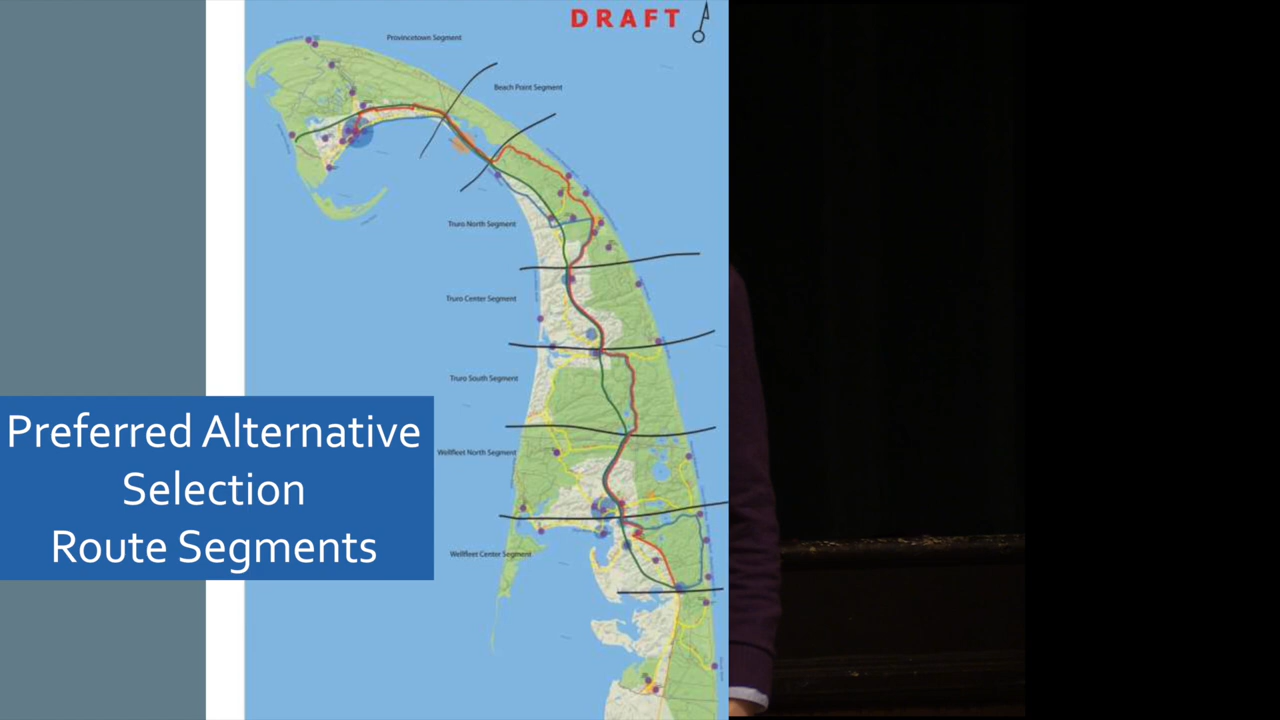 DRAFT
Provincetown Segment
Beach Point Segment
Truro North Segment
Truro Center Segment
Truro South Segment
Wellfleet North Segment
Wellfleet Center Segment
Preferred Alternative
Selection
Route Segments